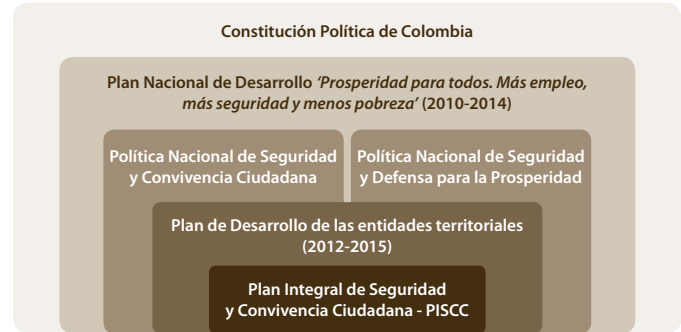 Constitución Política de Colombia
Plan Nacional de Desarrollo ‘Prosperidad para todos. Más empleo,
más seguridad y menos pobreza’ (2010-2014)
Política Nacional de Seguridad
y Convivencia Ciudadana
Política Nacional de Seguridad
y Defensa para la Prosperidad
Plan de Desarrollo de las entidades territoriales
(2012-2015)
Plan Integral de Seguridad
y Convivencia Ciudadana - PISCC